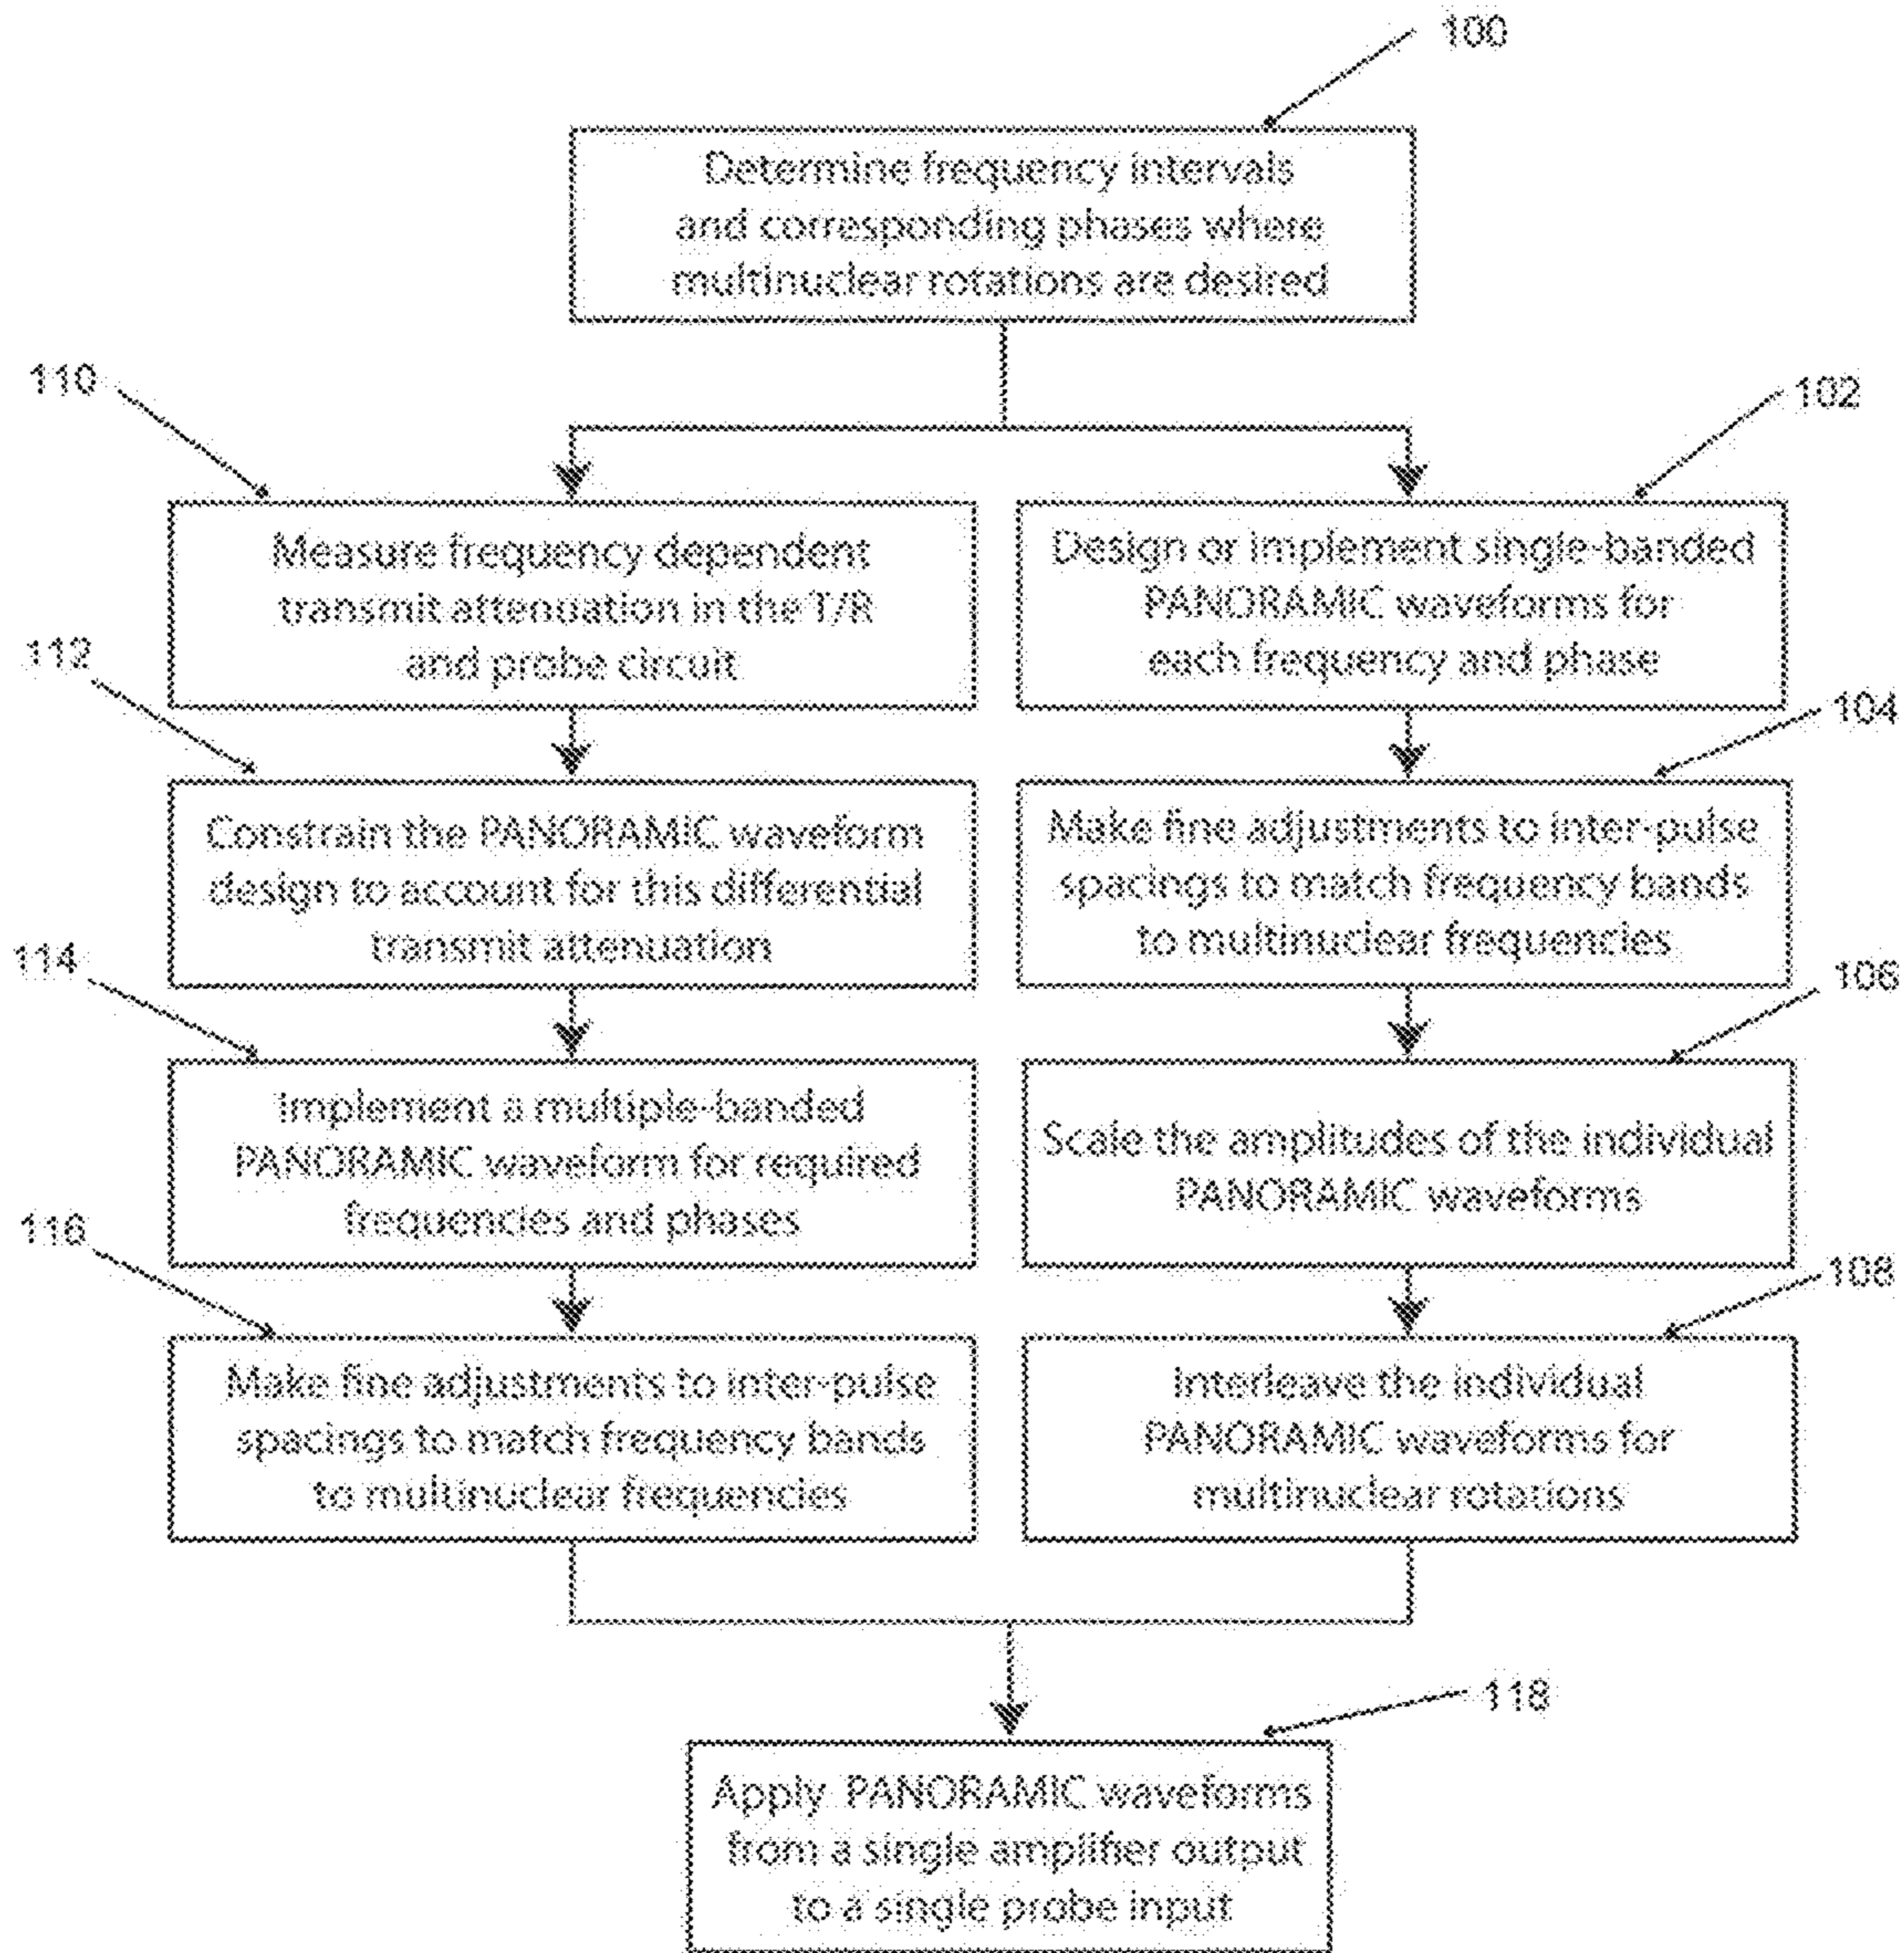 100
Determine frequency intervals
and corresponding phases where
multinuclear rotations are desired
110
102
Measure frequency dependent
transmit attenuation in the T/R
and probe circuit
Design or implement single-banded
PANORAMIC waveforms for
each frequency and phase
112
104
Constrain the PANORAMIC waveform
design to account for this differential
transmit attenuation
Make fine adjustments to inter-pulse
spacings to match frequency bands
to multinuclear frequencies
114
106
Implement a multiple-banded
PANORAMIC waveform for required
frequencies and phases
Scale the amplitudes of the individual
PANORAMIC waveforms
116
108
Make fine adjustments to inter-pulse
spacings to match frequency bands
to multinuclear frequencies
Interleave the individual
PANORAMIC waveforms for
multinuclear rotations
118
Apply PANORAMIC waveforms
from a single amplifier output
to a single probe input